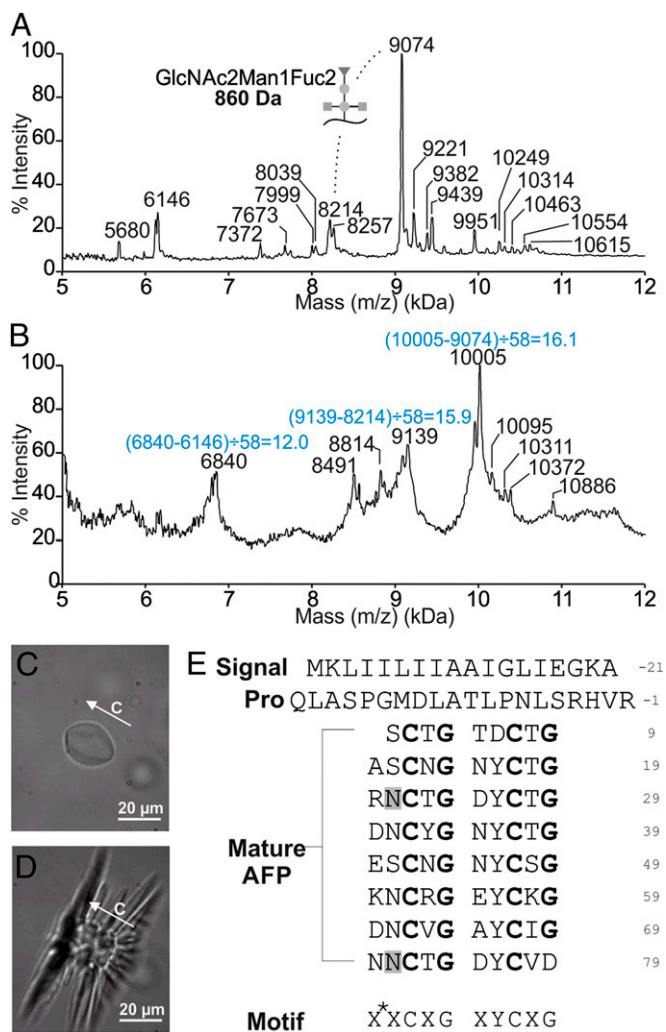 A
100
80
60
40
20
0
% Intensity
GlcNAc2Man1Fuc2
860 Da
5680
6146
7372
7673
7999
8039
8214
8257
9074
9221
9382
9439
9951
10249
10314
10463
10554
10615
5 6 7 8 9 10 11 12
Mass (m/z) (kDa)
B
100
80
60
40
20
0
% Intensity
(6840-6146)÷58=12.0
6840
(9139-8214)÷58=15.9
8491
8814
9139
(10005-9074)÷58=16.1
10005
10095
10311
10372
10886
5 6 7 8 9 10 11 12
Mass (m/z) (kDa)
C
c
20 µm
D
c
20 µm
E
Signal MKLIILIIAAIGLIEGKA -21
Pro QLASPGMDLATLPNLSRHVR -1
Mature AFP
SCTG TDCTG 9
ASCNG NYCTG 19
RNCTG DYCTG 29
DNCYG NYCTG 39
ESCNG NYCSG 49
KNCRG EYCKG 59
DNCVG AYCIG 69
NNCTG DYCVD 79
Motif X*XCXG XYCXG